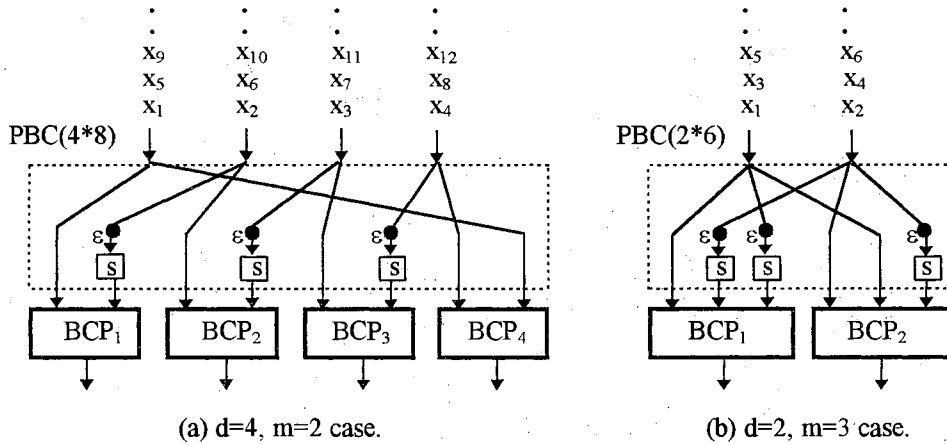 x₉ x₁₀ x₁₁ x₁₂ x₅ x₆
x₅ x₆ x₇ x₈ x₃ x₄
x₁ x₂ x₃ x₄ x₁ x₂
PBC(4*8) PBC(2*6)
ε ε ε ε ε
s s s s s s
BCP₁ BCP₂ BCP₃ BCP₄ BCP₁ BCP₂
(a) d=4, m=2 case. (b) d=2, m=3 case.